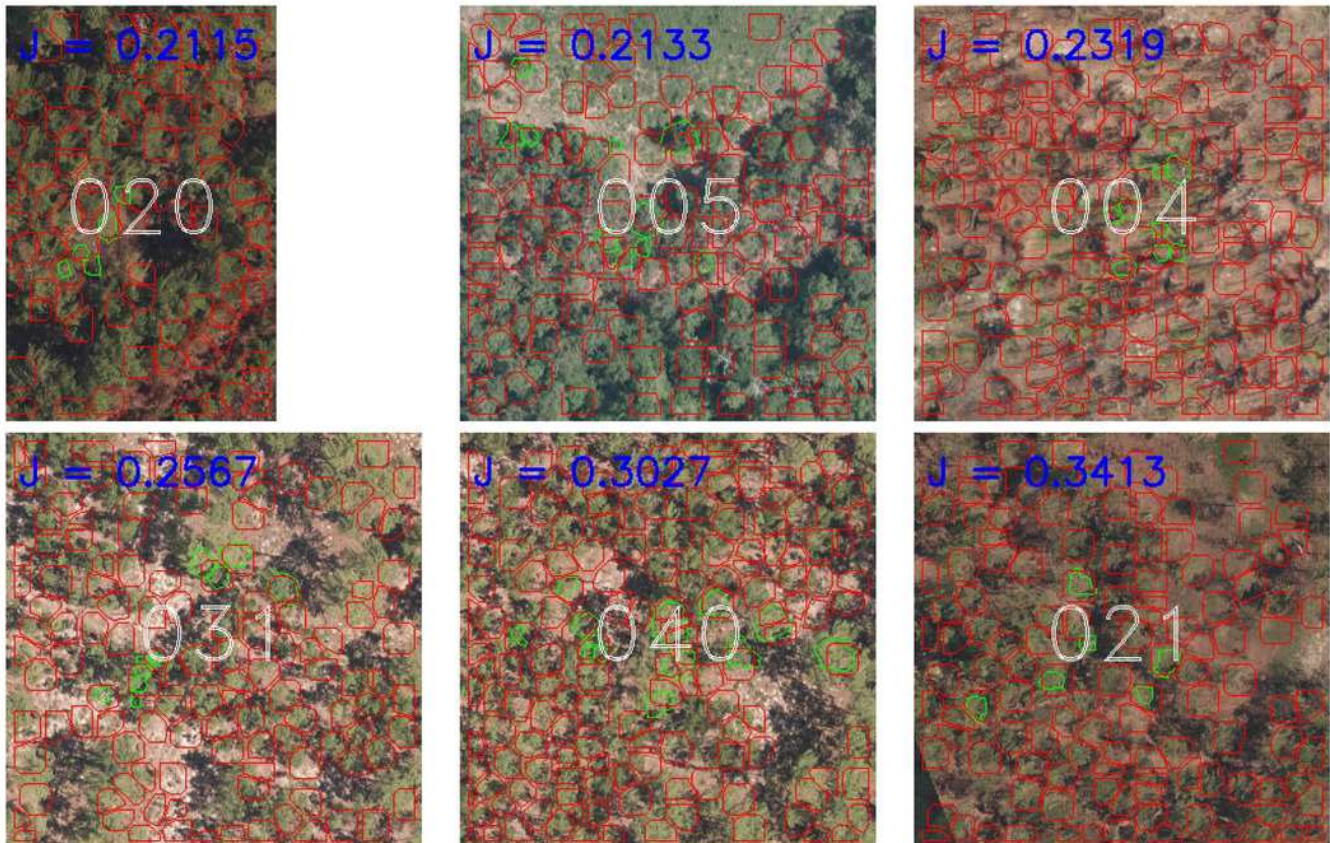 J = 0.2115
020
J = 0.2133
005
J = 0.2319
004
J = 0.2567
031
J = 0.3027
040
J = 0.3413
021